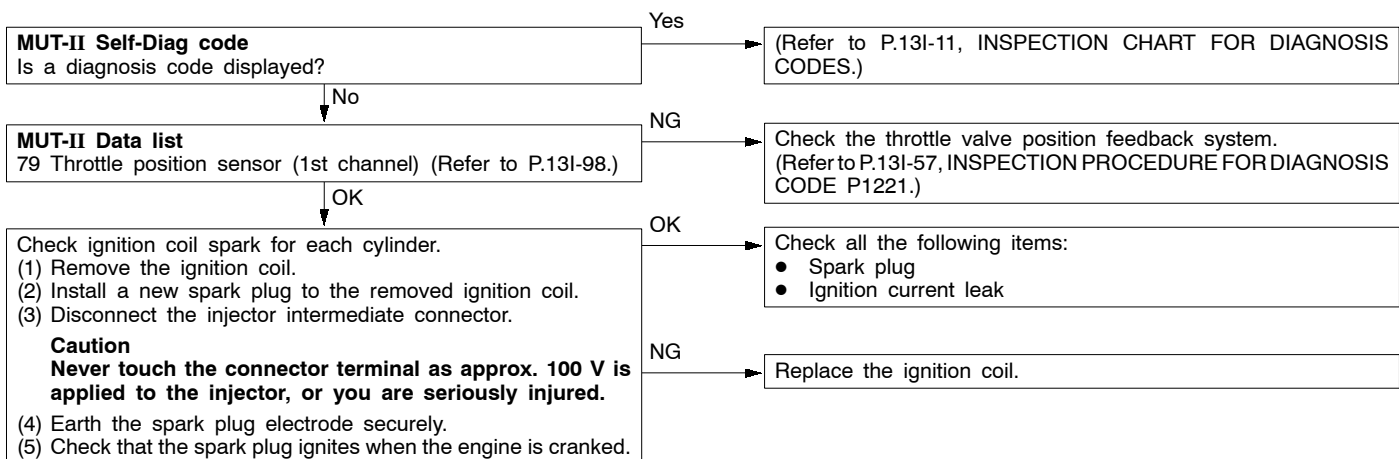 MUT-II Self-Diag code
Is a diagnosis code displayed?
Yes
(Refer to P.13I-11, INSPECTION CHART FOR DIAGNOSIS
CODES.)
No
MUT-II Data list
79 Throttle position sensor (1st channel) (Refer to P.13I-98.)
NG
Check the throttle valve position feedback system.
(Refer to P.13I-57, INSPECTION PROCEDURE FOR DIAGNOSIS
CODE P1221.)
OK
Check ignition coil spark for each cylinder.
(1) Remove the ignition coil.
(2) Install a new spark plug to the removed ignition coil.
(3) Disconnect the injector intermediate connector.
Caution
Never touch the connector terminal as approx. 100 V is
applied to the injector, or you are seriously injured.
(4) Earth the spark plug electrode securely.
(5) Check that the spark plug ignites when the engine is cranked.
OK
Check all the following items:
● Spark plug
● Ignition current leak
NG
Replace the ignition coil.